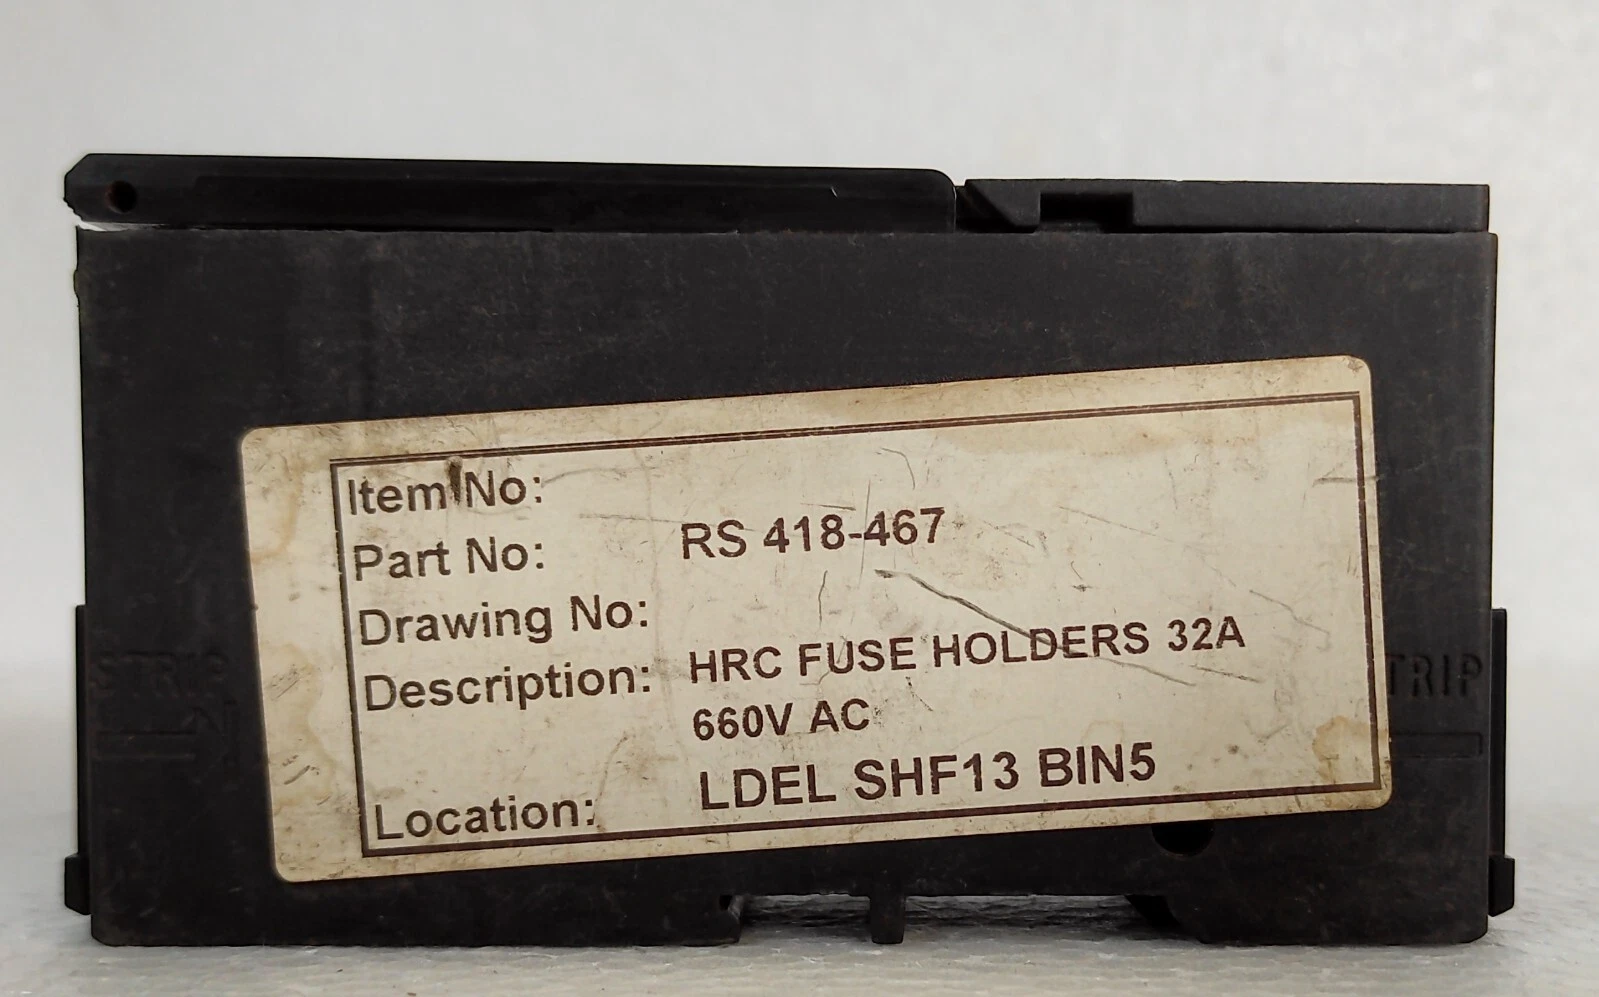 Item No:
Part No: RS 418-467
Drawing No:
Description: HRC FUSE HOLDERS 32A
660V AC
Location: LDEL SHF13 BIN5
STRIP
TRIP